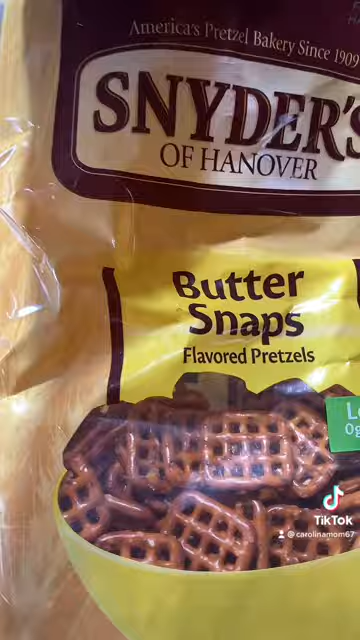 America's Pretzel Bakery Since 1909
SNYDER'S
OF HANOVER
Butter
Snaps
Flavored Pretzels
TikTok
@carolinamom67